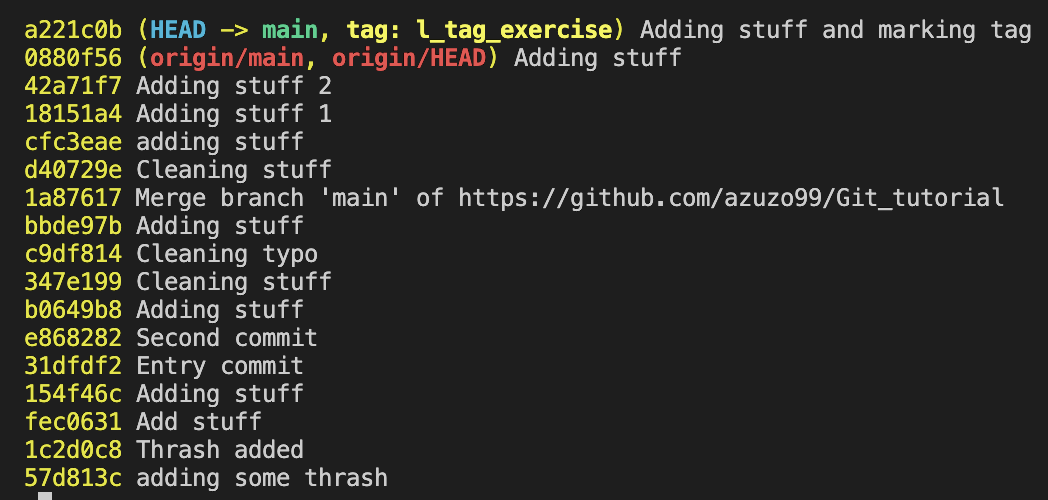 a221c0b (HEAD -> main, tag: l_tag_exercise) Adding stuff and marking tag
0880f56 (origin/main, origin/HEAD) Adding stuff
42a71f7 Adding stuff 2
18151a4 Adding stuff 1
cfc3eae adding stuff
d40729e Cleaning stuff
1a87617 Merge branch 'main' of https://github.com/azuzo99/Git_tutorial
bbde97b Adding stuff
c9df814 Cleaning typo
347e199 Cleaning stuff
b0649b8 Adding stuff
e868282 Second commit
31dfdf2 Entry commit
154f46c Adding stuff
fec0631 Add stuff
1c2d0c8 Thrash added
57d813c adding some thrash